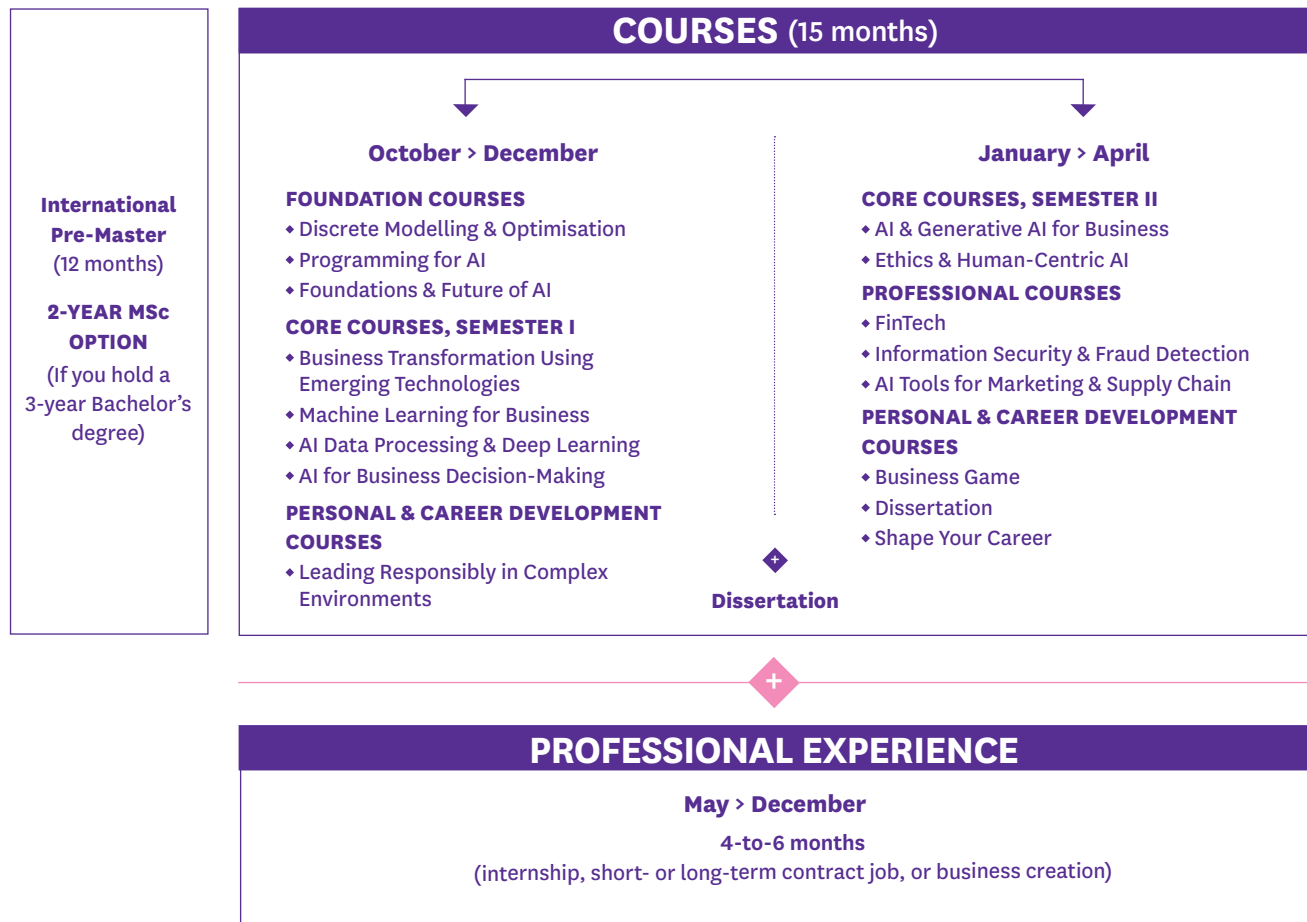 International
Pre-Master
(12 months)
2-YEAR MSc
OPTION
(If you hold a
3-year Bachelor's
degree)
COURSES (15 months)
October > December
FOUNDATION COURSES
◆ Discrete Modelling & Optimisation
◆ Programming for AI
◆ Foundations & Future of AI
CORE COURSES, SEMESTER I
◆ Business Transformation Using
Emerging Technologies
◆ Machine Learning for Business
◆ AI Data Processing & Deep Learning
◆ AI for Business Decision-Making
PERSONAL & CAREER DEVELOPMENT
COURSES
◆ Leading Responsibly in Complex
Environments
+
Dissertation
January > April
CORE COURSES, SEMESTER II
◆ AI & Generative AI for Business
◆ Ethics & Human-Centric AI
PROFESSIONAL COURSES
◆ FinTech
◆ Information Security & Fraud Detection
◆ AI Tools for Marketing & Supply Chain
PERSONAL & CAREER DEVELOPMENT
COURSES
◆ Business Game
◆ Dissertation
◆ Shape Your Career
+
PROFESSIONAL EXPERIENCE
May > December
4-to-6 months
(internship, short- or long-term contract job, or business creation)